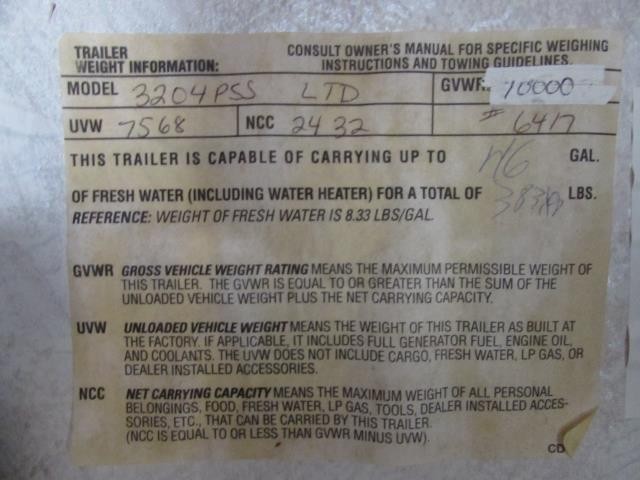 TRAILER CONSULT OWNER'S MANUAL FOR SPECIFIC WEIGHING
WEIGHT INFORMATION: INSTRUCTIONS AND TOWING GUIDELINES.
MODEL 3204PSS LTD GVWR: 10000
UVW 7568 NCC 2432 # 6417
THIS TRAILER IS CAPABLE OF CARRYING UP TO 46 GAL.
OF FRESH WATER (INCLUDING WATER HEATER) FOR A TOTAL OF LBS.
REFERENCE: WEIGHT OF FRESH WATER IS 8.33 LBS/GAL.
GVWR GROSS VEHICLE WEIGHT RATING MEANS THE MAXIMUM PERMISSIBLE WEIGHT OF
THIS TRAILER. THE GVWR IS EQUAL TO OR GREATER THAN THE SUM OF THE
UNLOADED VEHICLE WEIGHT PLUS THE NET CARRYING CAPACITY.
UVW UNLOADED VEHICLE WEIGHT MEANS THE WEIGHT OF THIS TRAILER AS BUILT AT
THE FACTORY. IF APPLICABLE, IT INCLUDES FULL GENERATOR FUEL, ENGINE OIL,
AND COOLANTS. THE UVW DOES NOT INCLUDE CARGO, FRESH WATER, LP GAS, OR
DEALER INSTALLED ACCESSORIES.
NCC NET CARRYING CAPACITY MEANS THE MAXIMUM WEIGHT OF ALL PERSONAL
BELONGINGS, FOOD, FRESH WATER, LP GAS, TOOLS, DEALER INSTALLED ACCES-
SORIES, ETC., THAT CAN BE CARRIED BY THIS TRAILER.
(NCC IS EQUAL TO OR LESS THAN GVWR MINUS UVW).
CD